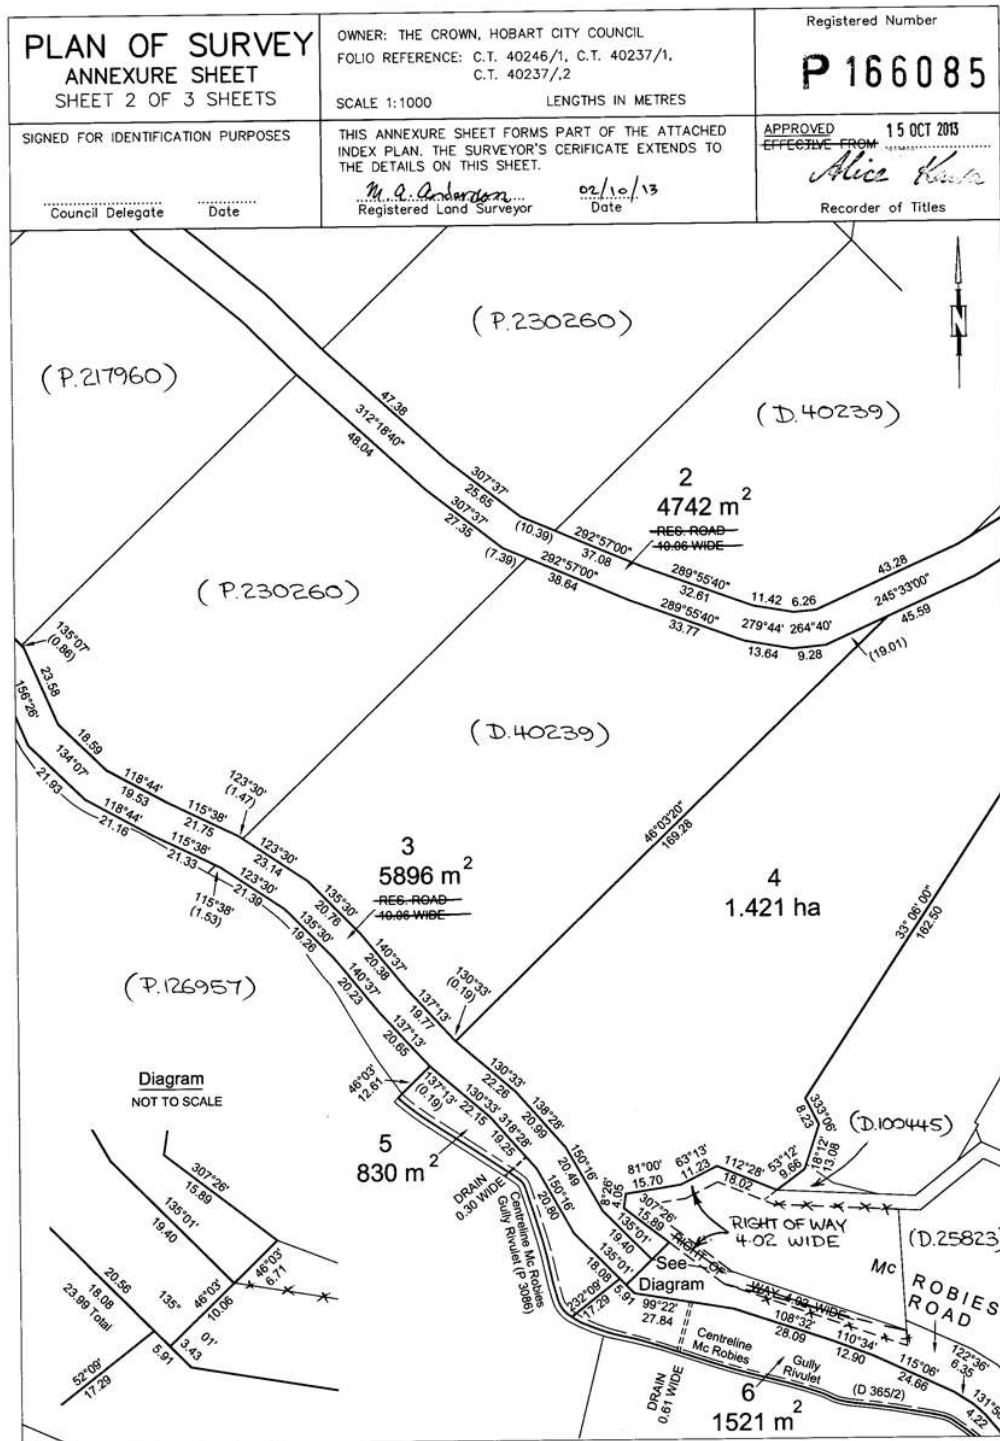 PLAN OF SURVEY
ANNEXURE SHEET
SHEET 2 OF 3 SHEETS
OWNER: THE CROWN, HOBART CITY COUNCIL
FOLIO REFERENCE: C.T. 40246/1, C.T. 40237/1,
C.T. 40237/,2
SCALE 1:1000 LENGTHS IN METRES
Registered Number
P 166085
SIGNED FOR IDENTIFICATION PURPOSES
Council Delegate Date
THIS ANNEXURE SHEET FORMS PART OF THE ATTACHED
INDEX PLAN. THE SURVEYOR'S CERIFICATE EXTENDS TO
THE DETAILS ON THIS SHEET.
M. A. Anderson 02/10/13
Registered Land Surveyor Date
APPROVED 15 OCT 2013
EFFECTIVE FROM
Alice
Recorder of Titles
N
(P.230260)
(P.217960)
(D.40239)
47.38
312°18'40"
48.04
307°37'
25.65
307°37'
27.35
(10.39)
(7.39)
292°57'00"
37.08
292°57'00"
38.64
2
4742 m²
RES. ROAD
10.06 WIDE
289°55'40"
32.61
289°55'40"
33.77
11.42 6.26
279°44' 264°40'
13.64 9.28
43.28
245°33'00"
45.59
(19.01)
(P.230260)
135°07'
(0.86)
23.58
156°26'
18.59
134°07'
21.93
118°44'
19.53
118°44'
21.16
115°38'
21.75
115°38'
21.33
123°30'
(1.47)
123°30'
23.14
123°30'
21.39
115°38'
(1.53)
(D.40239)
46°03'20"
169.28
3
5896 m²
RES. ROAD
10.06 WIDE
4
1.421 ha
33°06'00"
162.50
135°30'
20.76
135°30'
19.26
140°37'
20.38
140°37'
20.23
137°13'
19.77
137°13'
20.65
130°33'
(0.19)
(P.126957)
46°03'
12.61
137°13'
(0.19)
130°33'
22.26
130°33'
22.15
318°28'
19.25
138°28'
20.99
150°16'
20.49
150°16'
20.80
5
830 m²
DRAIN
0.30 WIDE
Centreline Mc Robies
Gully Rivulet (P 3086)
8°26'
4.05
81°00'
15.70
63°13'
11.23
112°28'
18.02
53°12'
9.66
18°12'
13.08
333°06'
8.23
(D.100445)
307°26'
15.89
135°01'
19.40
135°01'
18.08
5.91
232°09'
17.29
See
Diagram
RIGHT OF WAY
4.02 WIDE
RIGHT OF
WAY 4.02 WIDE
(D.25823)
Mc ROBIES
ROAD
99°22'
27.84
108°32'
28.09
110°34'
12.90
115°06'
24.66
122°36'
6.35
4.22
Centreline
Mc Robies
Gully
Rivulet
(D 365/2)
DRAIN
0.61 WIDE
6
1521 m²
Diagram
NOT TO SCALE
307°26'
15.89
135°01'
19.40
46°03'
6.71
46°03'
10.06
20.56
18.08
23.99 Total
135°
01'
3.43
5.91
52°09'
17.29